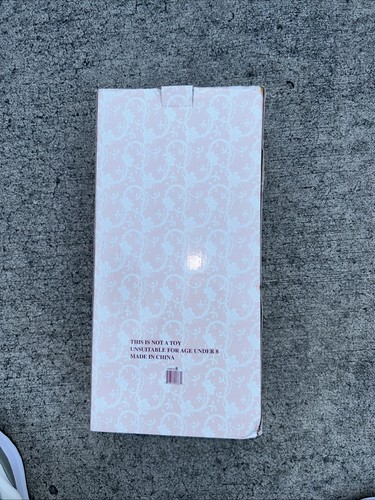 THIS IS NOT A TOY
UNSUITABLE FOR AGE UNDER 8
MADE IN CHINA